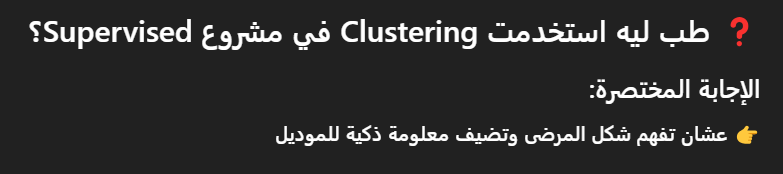 ❓ طب ليه استخدمت Clustering في مشروع Supervised؟
الإجابة المختصرة:
👉 عشان تفهم شكل المرضى وتضيف معلومة ذكية للموديل